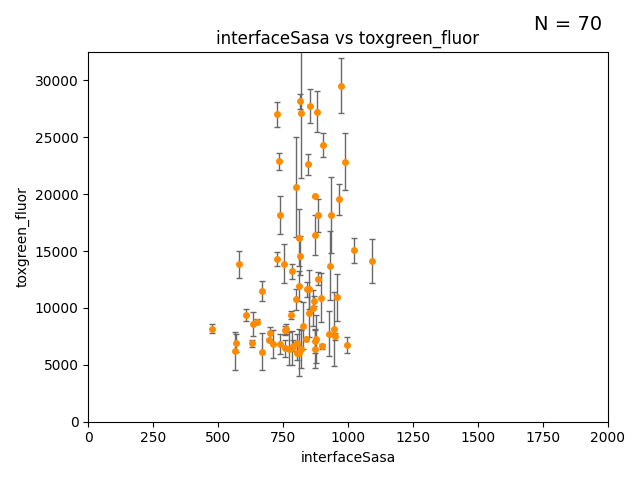 N = 70
interfaceSasa vs toxgreen_fluor
30000
25000
20000
15000
10000
5000
0
toxgreen_fluor
0 250 500 750 1000 1250 1500 1750 2000
interfaceSasa